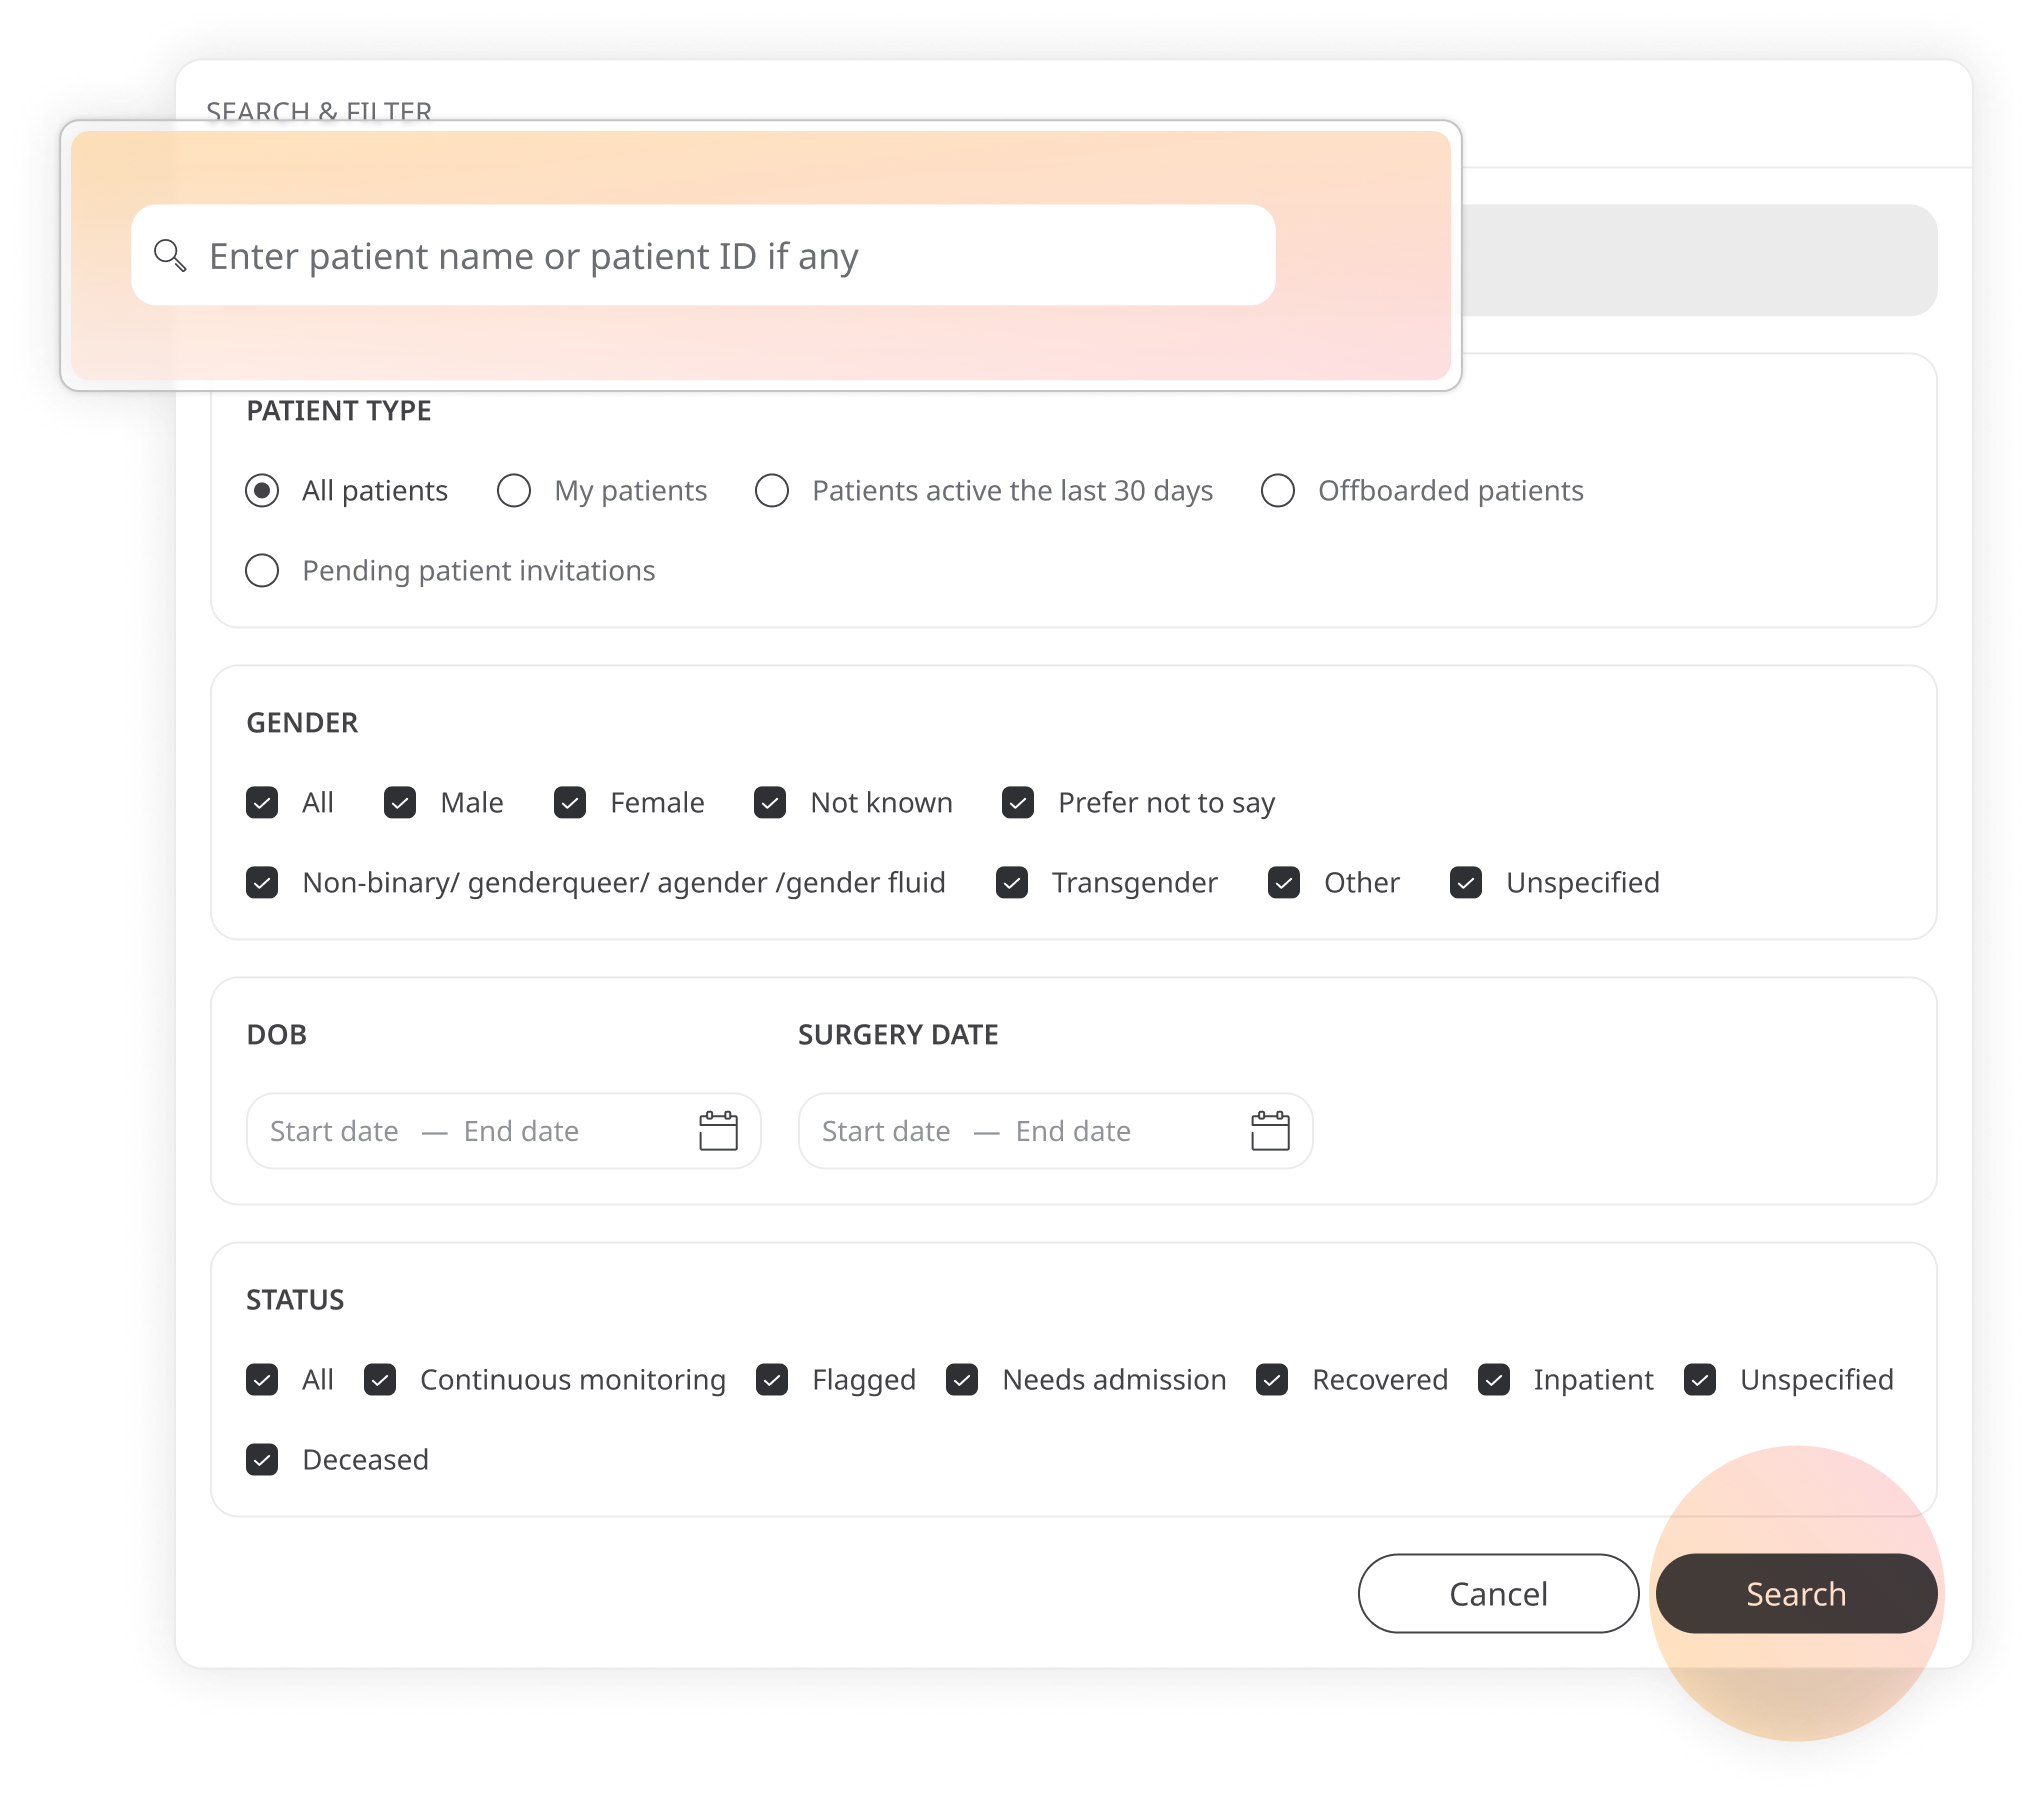 SEARCH & FILTER
Enter patient name or patient ID if any
PATIENT TYPE
All patients My patients Patients active the last 30 days Offboarded patients
Pending patient invitations
GENDER
All Male Female Not known Prefer not to say
Non-binary/ genderqueer/ agender /gender fluid Transgender Other Unspecified
DOB SURGERY DATE
Start date — End date Start date — End date
STATUS
All Continuous monitoring Flagged Needs admission Recovered Inpatient Unspecified
Deceased
Cancel Search